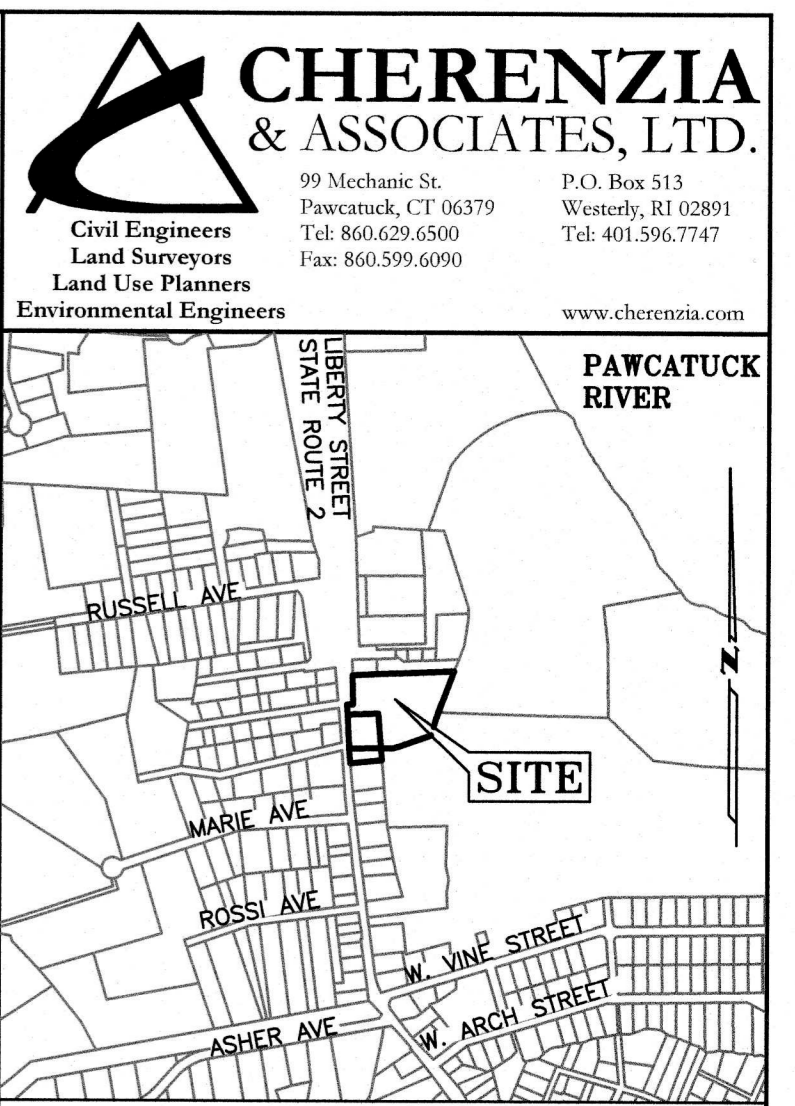 CHERENZIA
& ASSOCIATES, LTD.
Civil Engineers
Land Surveyors
Land Use Planners
Environmental Engineers
99 Mechanic St.
Pawcatuck, CT 06379
Tel: 860.629.6500
Fax: 860.599.6090
P.O. Box 513
Westerly, RI 02891
Tel: 401.596.7747
www.cherenzia.com
LIBERTY STREET
STATE ROUTE 2
PAWCATUCK
RIVER
RUSSELL AVE
N
SITE
MARIE AVE
ROSSI AVE
W. VINE STREET
W. ARCH STREET
ASHER AVE